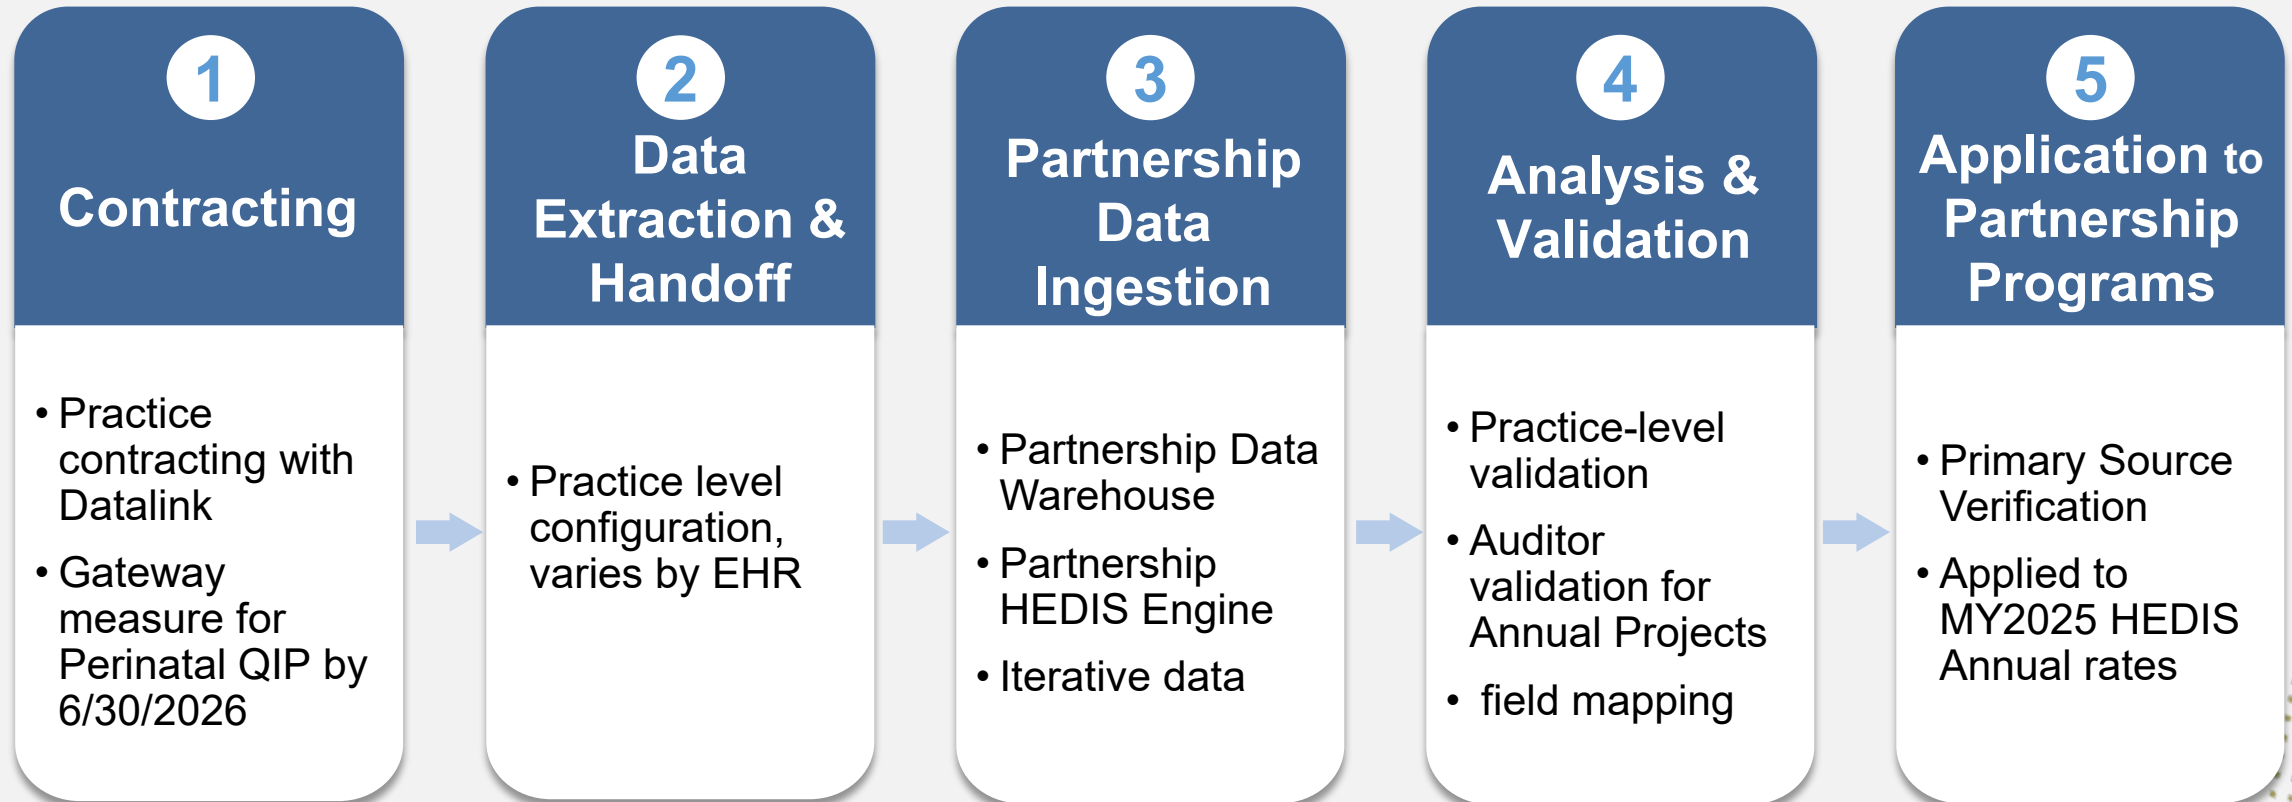 1
Contracting
• Practice
contracting with
Datalink
• Gateway
measure for
Perinatal QIP by
6/30/2026
2
Data
Extraction &
Handoff
• Practice level
configuration,
varies by EHR
3
Partnership
Data
Ingestion
• Partnership Data
Warehouse
• Partnership
HEDIS Engine
• Iterative data
4
Analysis &
Validation
• Practice-level
validation
• Auditor
validation for
Annual Projects
• field mapping
5
Application to
Partnership
Programs
• Primary Source
Verification
• Applied to
MY2025 HEDIS
Annual rates